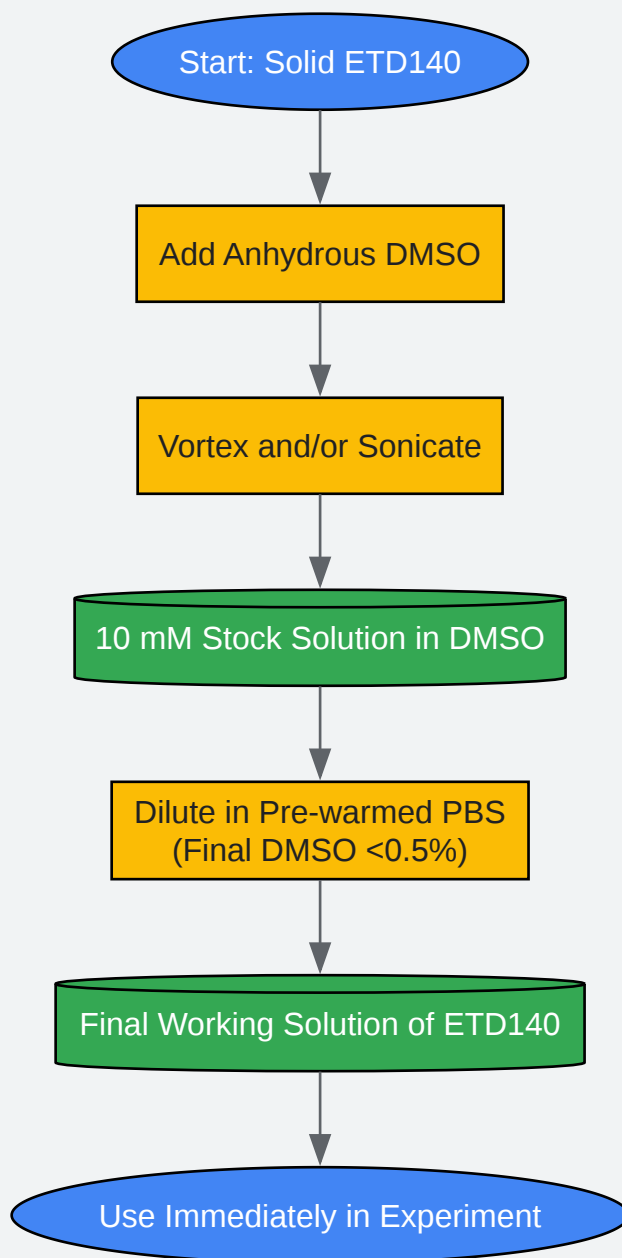 Start: Solid ETD140
Add Anhydrous DMSO
Vortex and/or Sonicate
10 mM Stock Solution in DMSO
Dilute in Pre-warmed PBS
(Final DMSO <0.5%)
Final Working Solution of ETD140
Use Immediately in Experiment